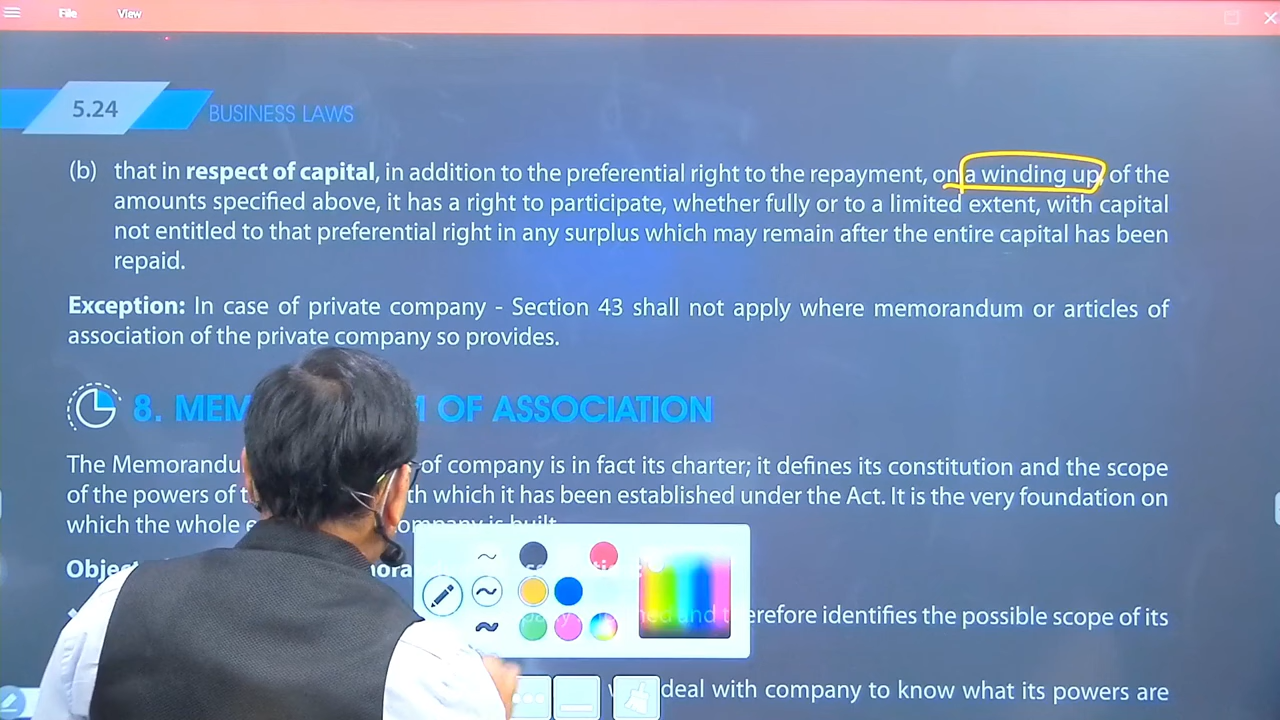 File View
5.24 BUSINESS LAWS
(b) that in respect of capital, in addition to the preferential right to the repayment, on a winding up, of the
amounts specified above, it has a right to participate, whether fully or to a limited extent, with capital
not entitled to that preferential right in any surplus which may remain after the entire capital has been
repaid.
Exception: In case of private company - Section 43 shall not apply where memorandum or articles of
association of the private company so provides.
8. MEM OF ASSOCIATION
The Memorandu of company is in fact its charter; it defines its constitution and the scope
of the powers of t th which it has been established under the Act. It is the very foundation on
which the whole e ompany is built.
Objec
and therefore identifies the possible scope of its
deal with company to know what its powers are